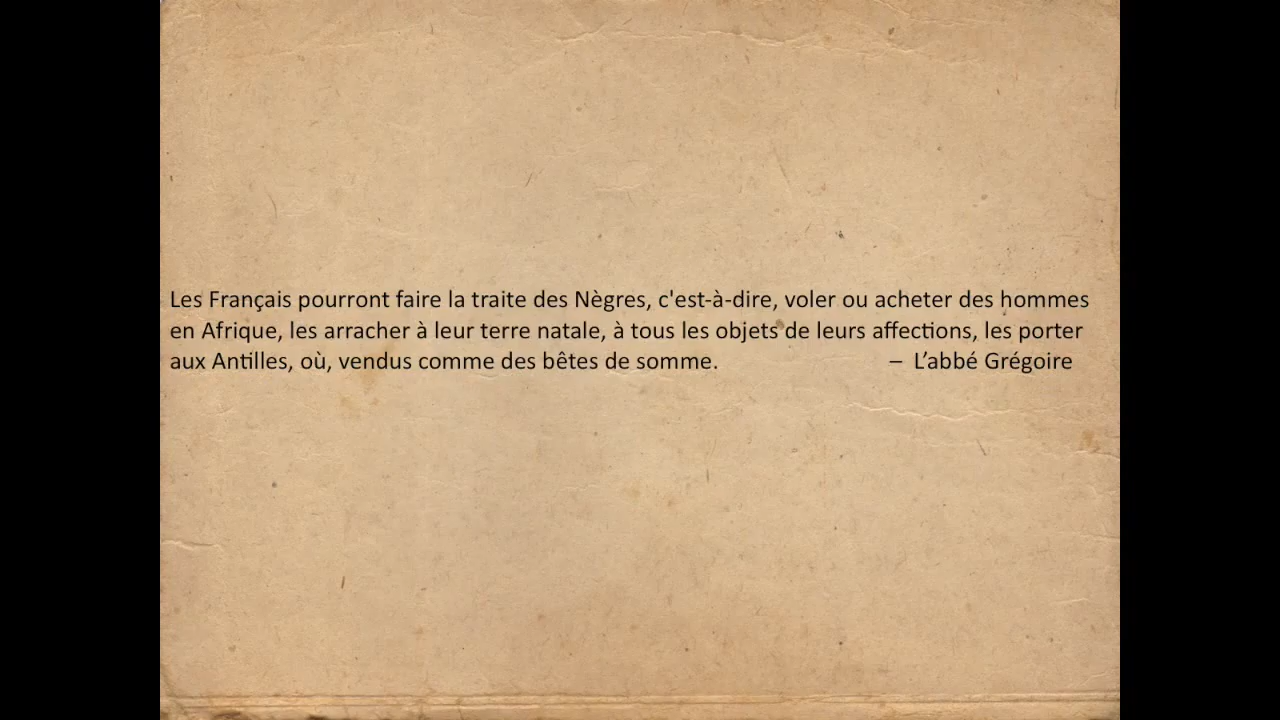 Les Français pourront faire la traite des Nègres, c'est-à-dire, voler ou acheter des hommes
en Afrique, les arracher à leur terre natale, à tous les objets de leurs affections, les porter
aux Antilles, où, vendus comme des bêtes de somme. – L’abbé Grégoire